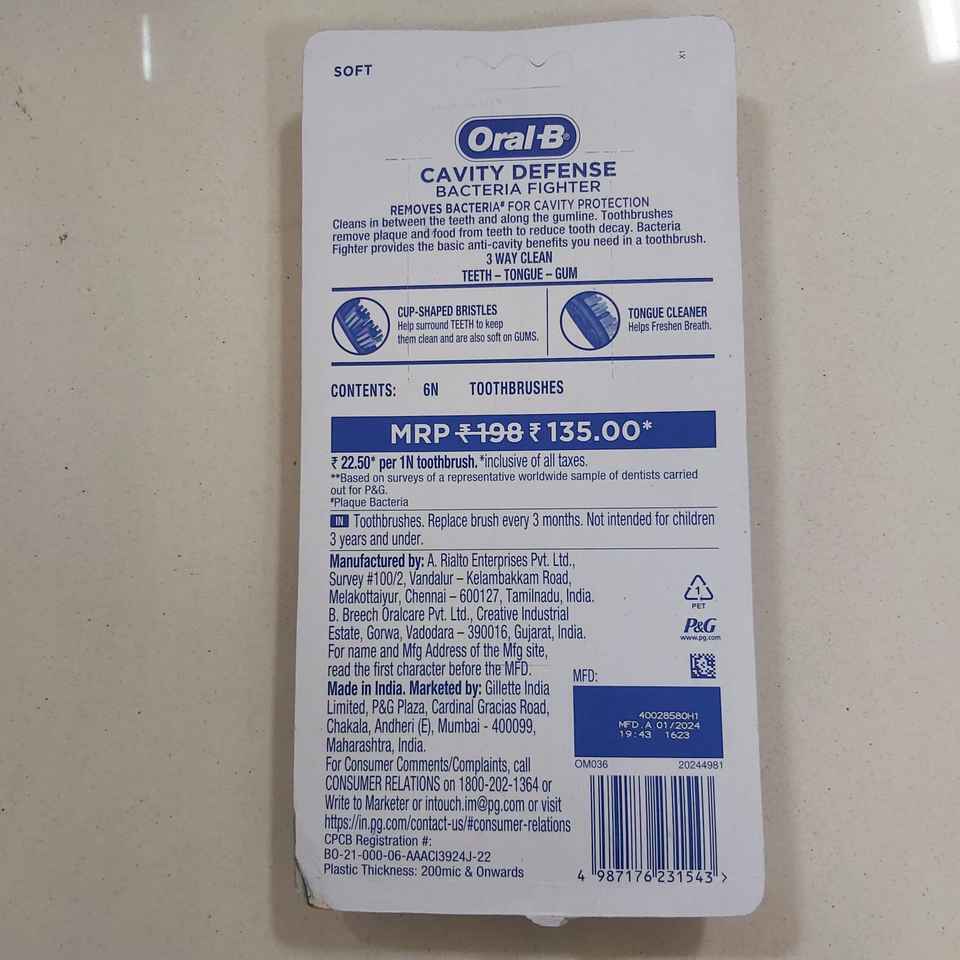 SOFT
X1
Oral-B®
CAVITY DEFENSE
BACTERIA FIGHTER
REMOVES BACTERIA# FOR CAVITY PROTECTION
Cleans in between the teeth and along the gumline. Toothbrushes
remove plaque and food from teeth to reduce tooth decay. Bacteria
Fighter provides the basic anti-cavity benefits you need in a toothbrush.
3 WAY CLEAN
TEETH – TONGUE – GUM
CUP-SHAPED BRISTLES
Help surround TEETH to keep
them clean and are also soft on GUMS.
TONGUE CLEANER
Helps Freshen Breath.
CONTENTS: 6N TOOTHBRUSHES
MRP ₹ 198 ₹ 135.00*
₹ 22.50* per 1N toothbrush. *inclusive of all taxes.
**Based on surveys of a representative worldwide sample of dentists carried
out for P&G.
#Plaque Bacteria
IN Toothbrushes. Replace brush every 3 months. Not intended for children
3 years and under.
Manufactured by: A. Rialto Enterprises Pvt. Ltd.,
Survey #100/2, Vandalur – Kelambakkam Road,
Melakottaiyur, Chennai – 600127, Tamilnadu, India.
B. Breech Oralcare Pvt. Ltd., Creative Industrial
Estate, Gorwa, Vadodara – 390016, Gujarat, India.
For name and Mfg Address of the Mfg site,
read the first character before the MFD.
Made in India. Marketed by: Gillette India
Limited, P&G Plaza, Cardinal Gracias Road,
Chakala, Andheri (E), Mumbai - 400099,
Maharashtra, India.
For Consumer Comments/Complaints, call
CONSUMER RELATIONS on 1800-202-1364 or
Write to Marketer or intouch.im@pg.com or visit
https://in.pg.com/contact-us/#consumer-relations
CPCB Registration #:
BO-21-000-06-AAACI3924J-22
Plastic Thickness: 200mic & Onwards
1
PET
P&G
www.pg.com
MFD:
40028580H1
MFD.A 01/2024
19:43 1623
OM036 20244981
4 987176 231543 >